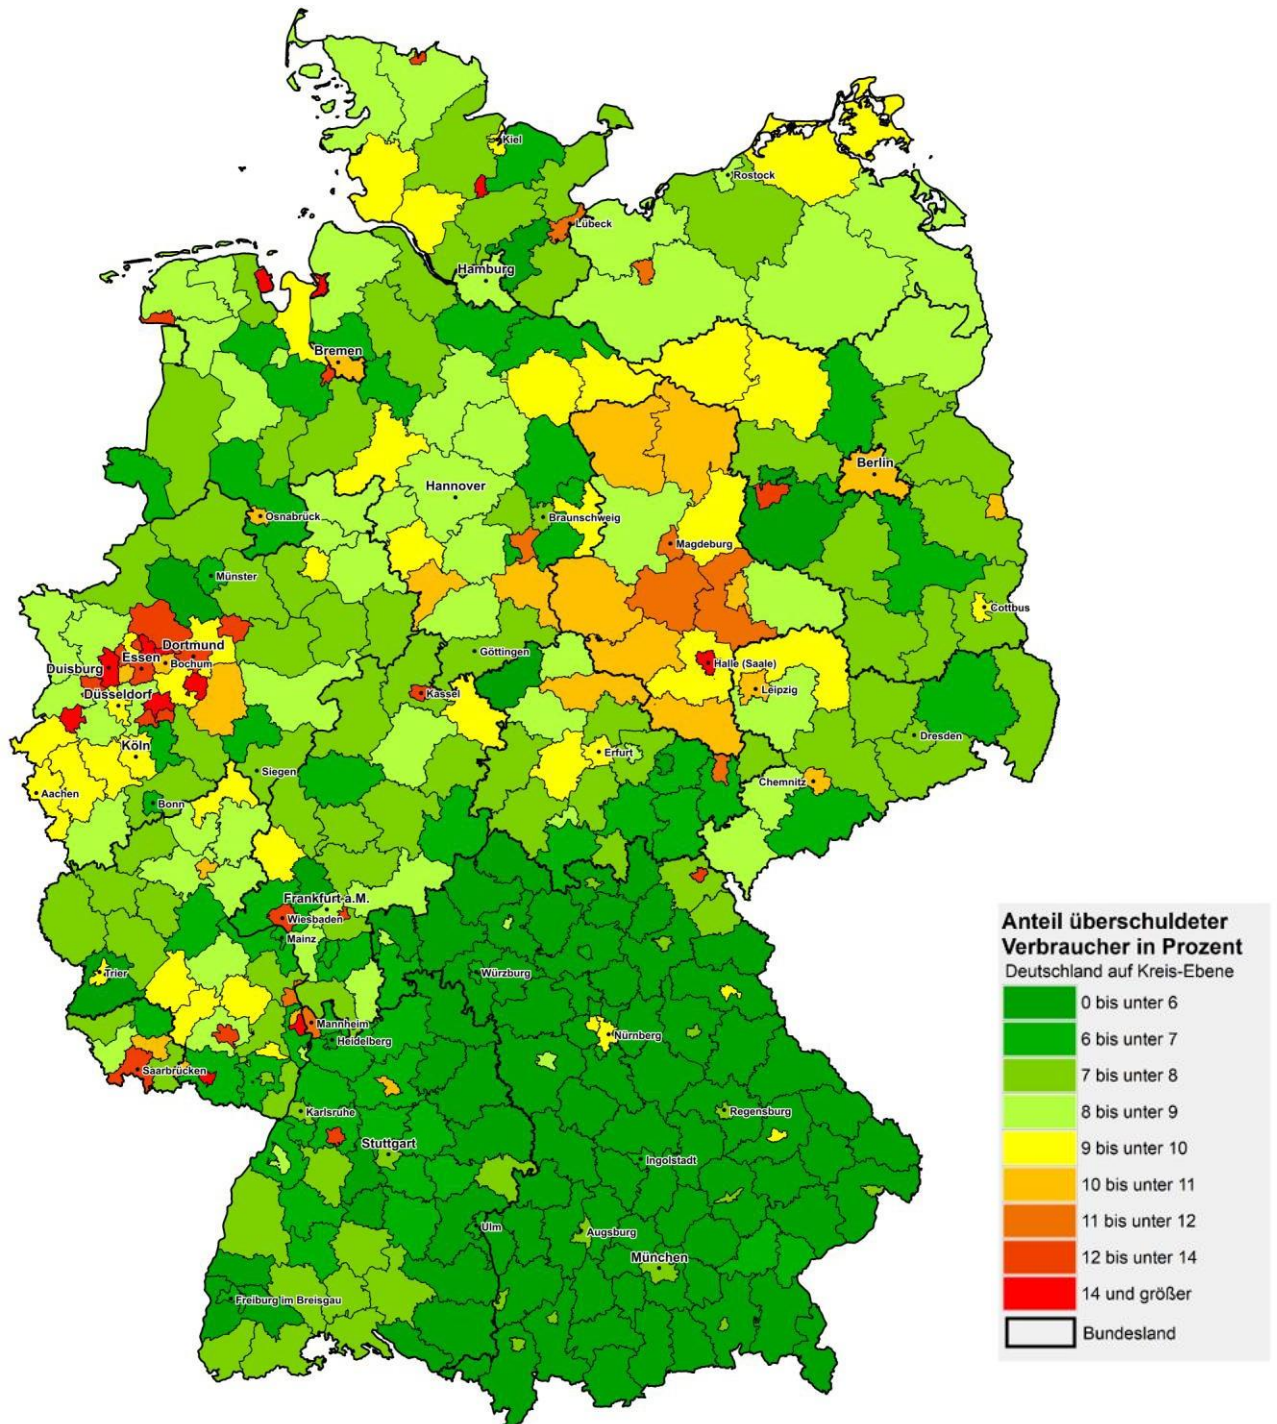 Kiel
Rostock
Lübeck
Hamburg
Bremen
Berlin
Hannover
Osnabrück
Braunschweig
Magdeburg
Münster
Cottbus
Dortmund
Essen
Bochum
Duisburg
Göttingen
Halle (Saale)
Düsseldorf
Kassel
Leipzig
Köln
Dresden
Erfurt
Siegen
Chemnitz
Aachen
Bonn
Frankfurt a.M.
Wiesbaden
Mainz
Trier
Würzburg
Mannheim
Nürnberg
Heidelberg
Saarbrücken
Karlsruhe
Regensburg
Stuttgart
Ingolstadt
Ulm
Augsburg
München
Freiburg im Breisgau
Anteil überschuldeter
Verbraucher in Prozent
Deutschland auf Kreis-Ebene
0 bis unter 6
6 bis unter 7
7 bis unter 8
8 bis unter 9
9 bis unter 10
10 bis unter 11
11 bis unter 12
12 bis unter 14
14 und größer
Bundesland